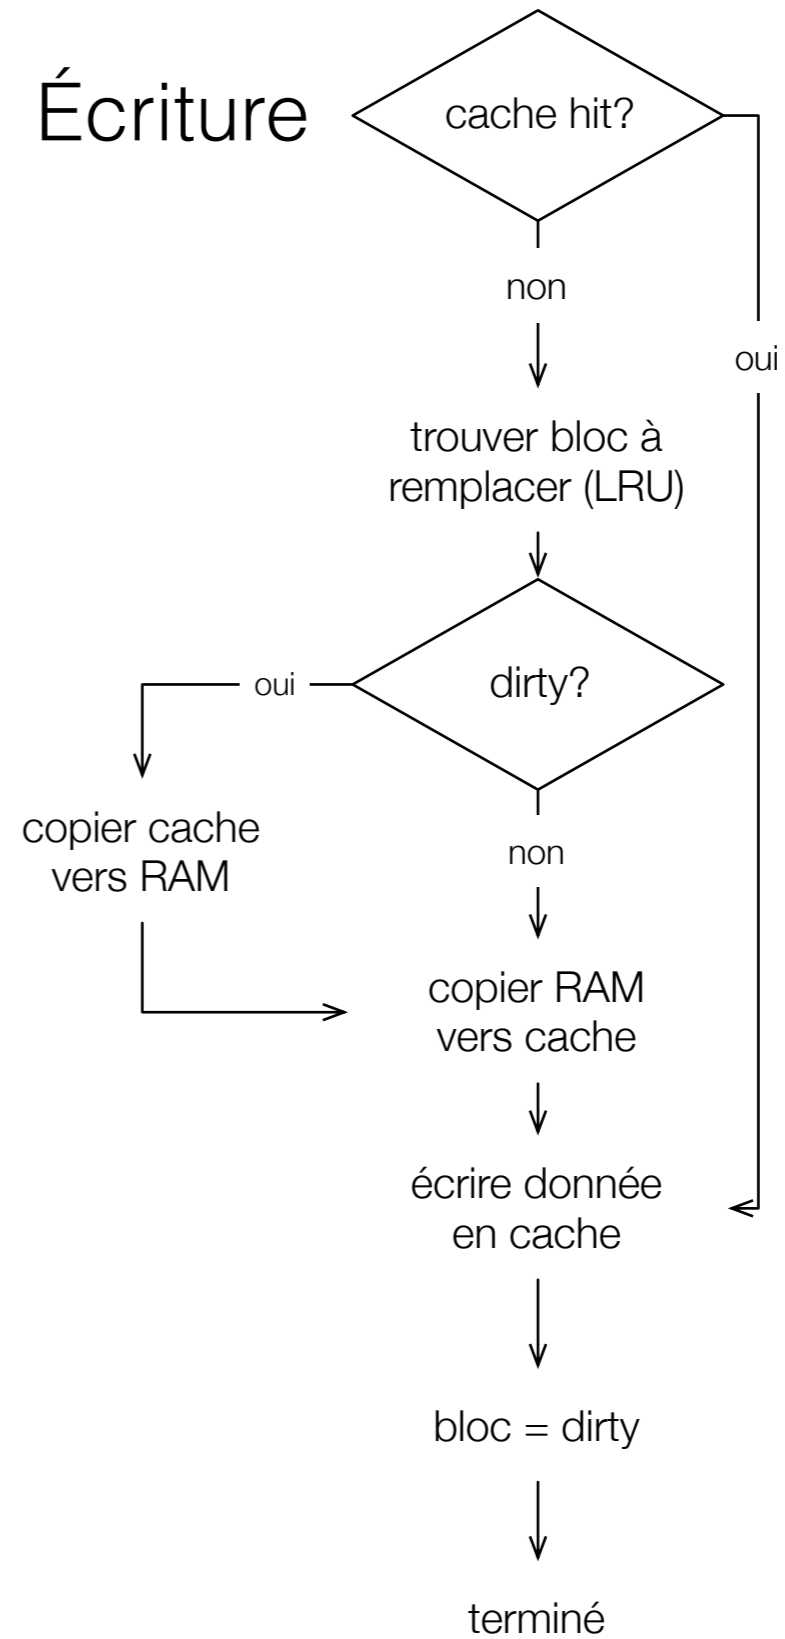 Écriture
cache hit?
non
oui
trouver bloc à
remplacer (LRU)
dirty?
oui
copier cache
vers RAM
non
copier RAM
vers cache
écrire donnée
en cache
bloc = dirty
terminé